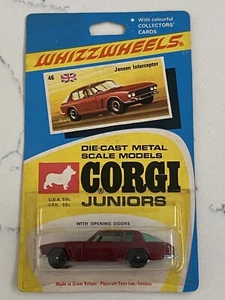 With colourful
COLLECTORS'
CARDS
WHIZZWHEELS
46
Jensen Interceptor
DIE-CAST METAL
SCALE MODELS
CORGI
JUNIORS
U.S.A. 59c
CAN. 69c
WITH OPENING DOORS
Made in Great Britain